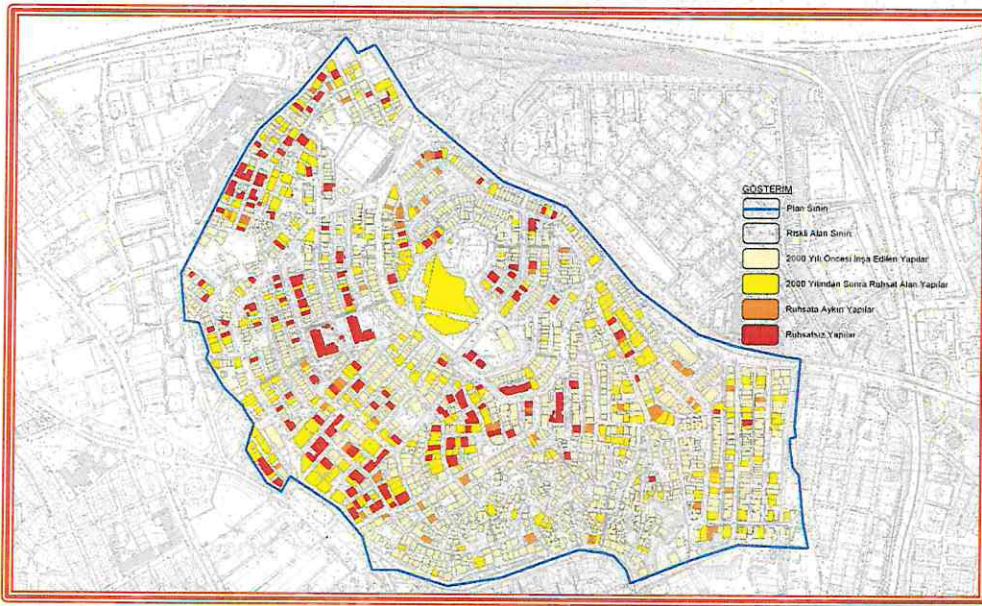 GÖSTERİM
Plan Sınırı
Riskli Alan Sınırı
2000 Yılı Öncesi İnşa Edilen Yapılar
2000 Yılından Sonra Ruhsat Alan Yapılar
Ruhsata Aykırı Yapılar
Ruhsatsız Yapılar